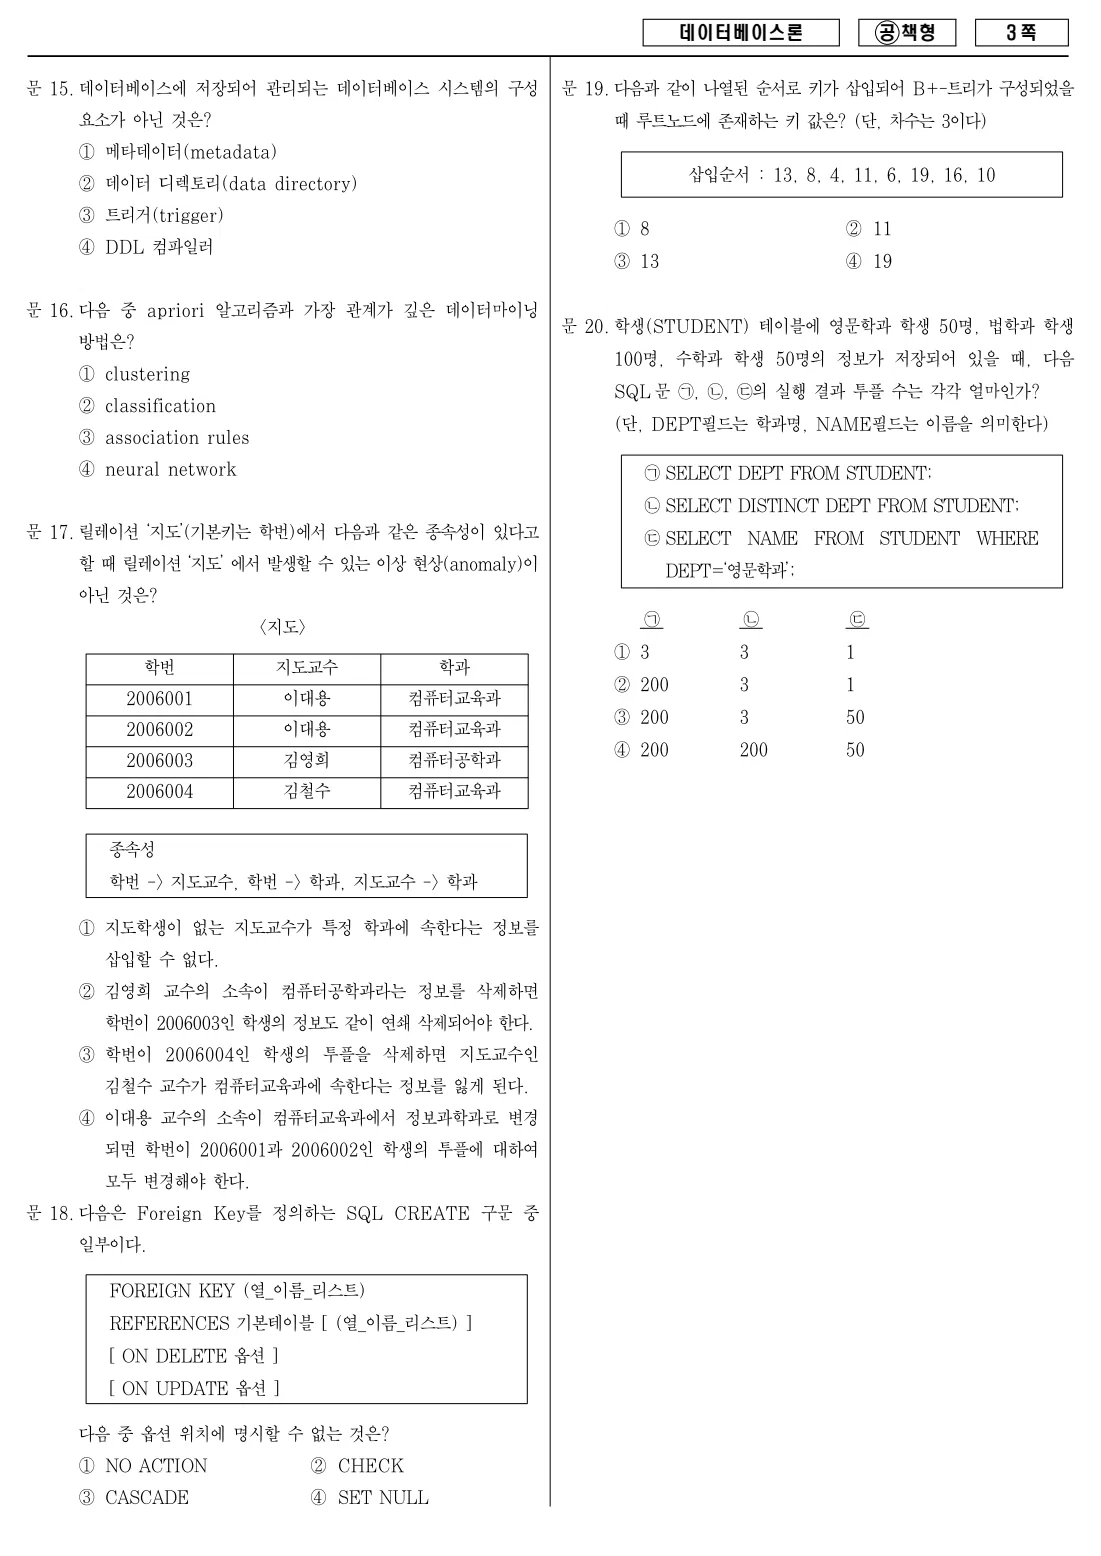 데이터베이스론 ㉾책형 3쪽
문 15. 데이터베이스에 저장되어 관리되는 데이터베이스 시스템의 구성
요소가 아닌 것은?
① 메타데이터(metadata)
② 데이터 디렉토리(data directory)
③ 트리거(trigger)
④ DDL 컴파일러
문 16. 다음 중 apriori 알고리즘과 가장 관계가 깊은 데이터마이닝
방법은?
① clustering
② classification
③ association rules
④ neural network
문 17. 릴레이션 ‘지도’(기본키는 학번)에서 다음과 같은 종속성이 있다고
할 때 릴레이션 ‘지도’ 에서 발생할 수 있는 이상 현상(anomaly)이
아닌 것은?
〈지도〉
학번 지도교수 학과
2006001 이대용 컴퓨터교육과
2006002 이대용 컴퓨터교육과
2006003 김영희 컴퓨터공학과
2006004 김철수 컴퓨터교육과
종속성
학번 -> 지도교수, 학번 -> 학과, 지도교수 -> 학과
① 지도학생이 없는 지도교수가 특정 학과에 속한다는 정보를
삽입할 수 없다.
② 김영희 교수의 소속이 컴퓨터공학과라는 정보를 삭제하면
학번이 2006003인 학생의 정보도 같이 연쇄 삭제되어야 한다.
③ 학번이 2006004인 학생의 투플을 삭제하면 지도교수인
김철수 교수가 컴퓨터교육과에 속한다는 정보를 잃게 된다.
④ 이대용 교수의 소속이 컴퓨터교육과에서 정보과학과로 변경
되면 학번이 2006001과 2006002인 학생의 투플에 대하여
모두 변경해야 한다.
문 18. 다음은 Foreign Key를 정의하는 SQL CREATE 구문 중
일부이다.
FOREIGN KEY (열_이름_리스트)
REFERENCES 기본테이블 [ (열_이름_리스트) ]
[ ON DELETE 옵션 ]
[ ON UPDATE 옵션 ]
다음 중 옵션 위치에 명시할 수 없는 것은?
① NO ACTION ② CHECK
③ CASCADE ④ SET NULL
문 19. 다음과 같이 나열된 순서로 키가 삽입되어 B+-트리가 구성되었을
때 루트노드에 존재하는 키 값은? (단, 차수는 3이다)
삽입순서 : 13, 8, 4, 11, 6, 19, 16, 10
① 8 ② 11
③ 13 ④ 19
문 20. 학생(STUDENT) 테이블에 영문학과 학생 50명, 법학과 학생
100명, 수학과 학생 50명의 정보가 저장되어 있을 때, 다음
SQL문 ㉠, ㉡, ㉢의 실행 결과 투플 수는 각각 얼마인가?
(단, DEPT필드는 학과명, NAME필드는 이름을 의미한다)
㉠ SELECT DEPT FROM STUDENT;
㉡ SELECT DISTINCT DEPT FROM STUDENT;
㉢ SELECT NAME FROM STUDENT WHERE
DEPT=‘영문학과’;
㉠ ㉡ ㉢
① 3 3 1
② 200 3 1
③ 200 3 50
④ 200 200 50